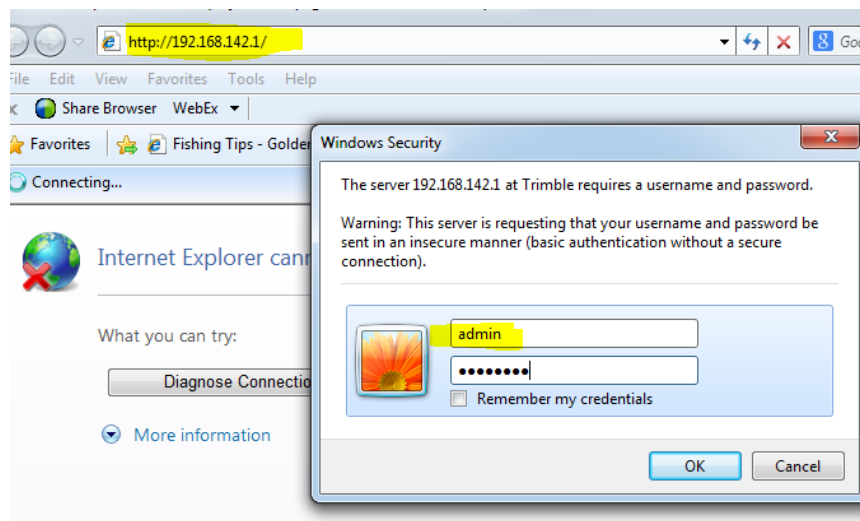 http://192.168.142.1/
File Edit View Favorites Tools Help
Share Browser WebEx
Favorites Fishing Tips - Golden
Connecting...
Internet Explorer cann
What you can try:
Diagnose Connectio
More information
Windows Security
The server 192.168.142.1 at Trimble requires a username and password.
Warning: This server is requesting that your username and password be
sent in an insecure manner (basic authentication without a secure
connection).
admin
••••••••
Remember my credentials
OK Cancel